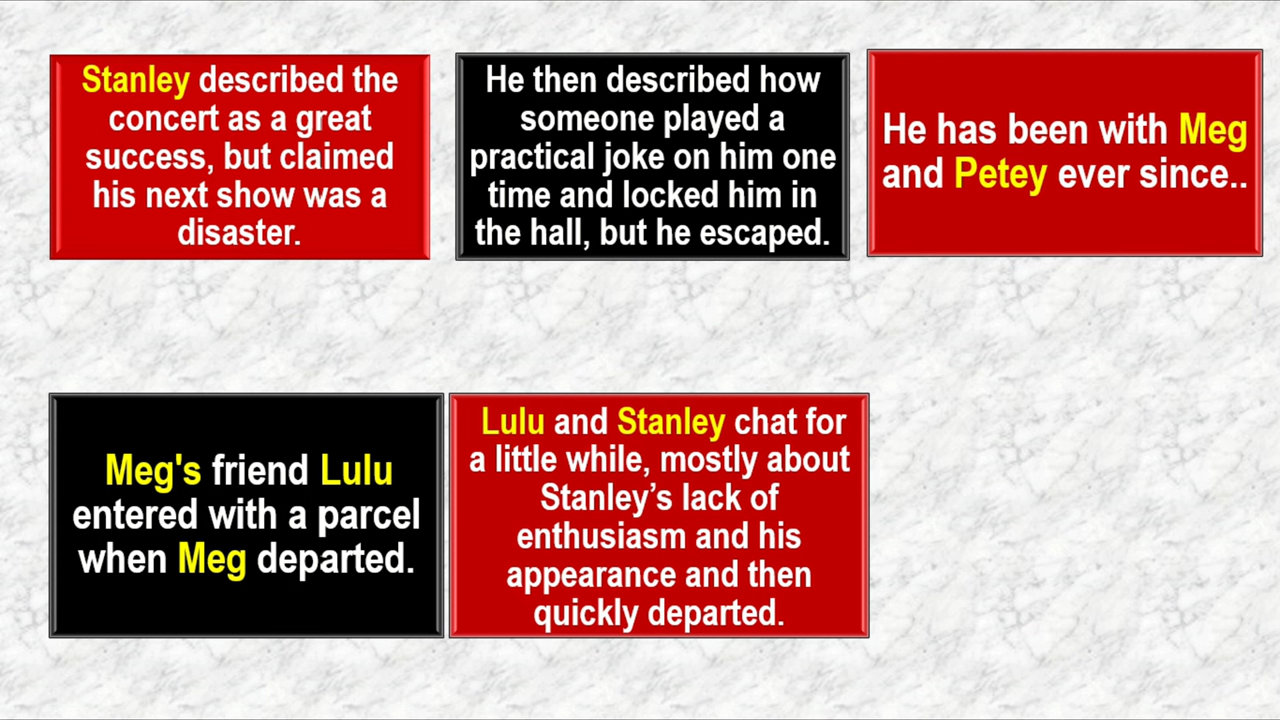 Stanley described the
concert as a great
success, but claimed
his next show was a
disaster.
He then described how
someone played a
practical joke on him one
time and locked him in
the hall, but he escaped.
He has been with Meg
and Petey ever since..
Meg's friend Lulu
entered with a parcel
when Meg departed.
Lulu and Stanley chat for
a little while, mostly about
Stanley’s lack of
enthusiasm and his
appearance and then
quickly departed.